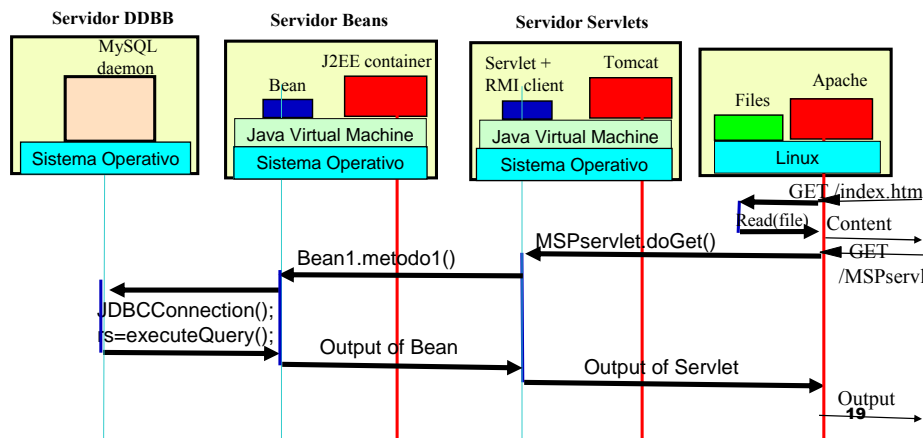 Servidor DDBB
Servidor Beans
Servidor Servlets
MySQL
daemon
Sistema Operativo
J2EE container
Bean
Java Virtual Machine
Sistema Operativo
Servlet +
RMI client
Tomcat
Java Virtual Machine
Sistema Operativo
Files
Apache
Linux
GET /index.htm
Read(file)
Content
MSPservlet.doGet()
GET
/MSPservl
Bean1.metodo1()
JDBCConnection();
rs=executeQuery();
Output of Bean
Output of Servlet
Output
19